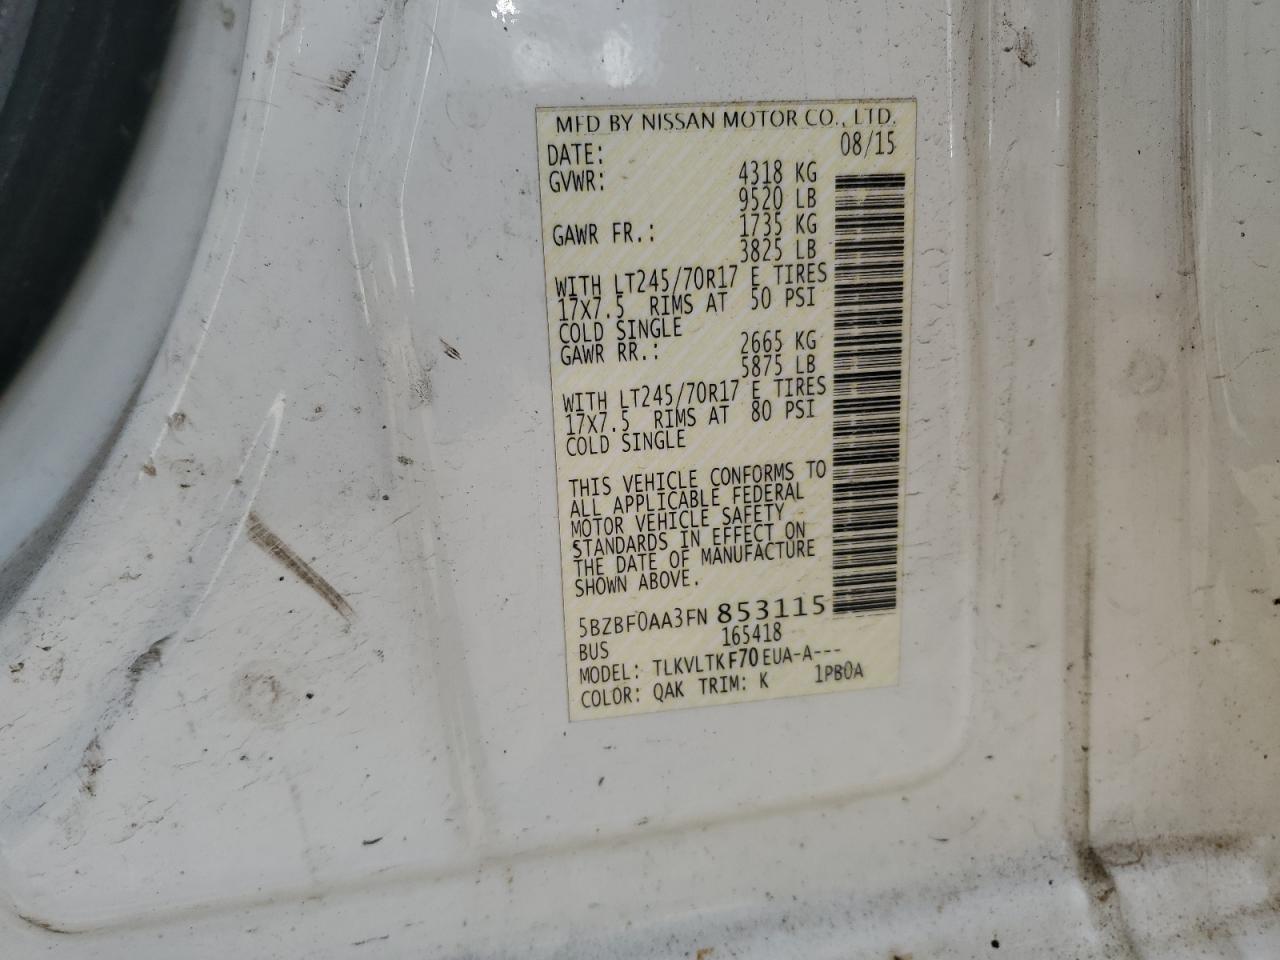 MFD BY NISSAN MOTOR CO., LTD.
DATE: 08/15
GVWR: 4318 KG
9520 LB
GAWR FR.: 1735 KG
3825 LB
WITH LT245/70R17 E TIRES
17X7.5 RIMS AT 50 PSI
COLD SINGLE
GAWR RR.: 2665 KG
5875 LB
WITH LT245/70R17 E TIRES
17X7.5 RIMS AT 80 PSI
COLD SINGLE
THIS VEHICLE CONFORMS TO
ALL APPLICABLE FEDERAL
MOTOR VEHICLE SAFETY
STANDARDS IN EFFECT ON
THE DATE OF MANUFACTURE
SHOWN ABOVE.
5BZBF0AA3FN 853115
BUS 165418
MODEL: TLKVLTKF70EUA-A---
COLOR: QAK TRIM: K 1PB0A